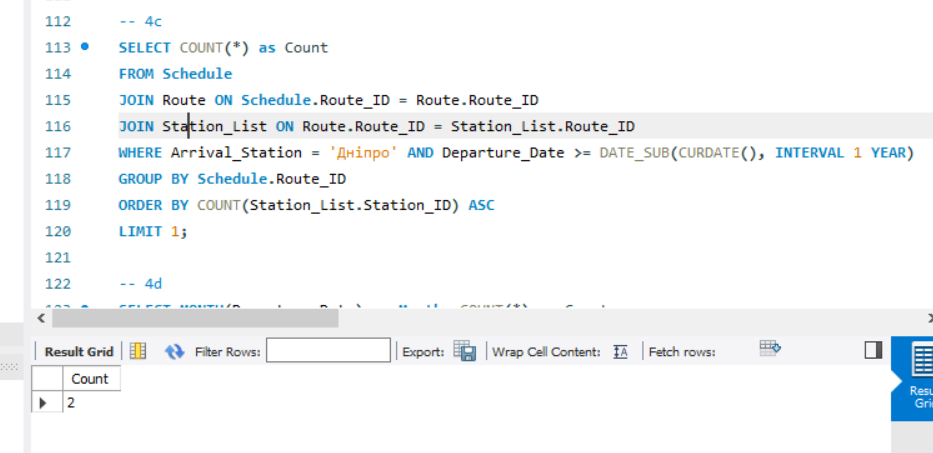 112 -- 4c
113 SELECT COUNT(*) as Count
114 FROM Schedule
115 JOIN Route ON Schedule.Route_ID = Route.Route_ID
116 JOIN Station_List ON Route.Route_ID = Station_List.Route_ID
117 WHERE Arrival_Station = 'Дніпро' AND Departure_Date >= DATE_SUB(CURDATE(), INTERVAL 1 YEAR)
118 GROUP BY Schedule.Route_ID
119 ORDER BY COUNT(Station_List.Station_ID) ASC
120 LIMIT 1;
121
122 -- 4d
Result Grid Filter Rows: Export: Wrap Cell Content: Fetch rows:
Count
2